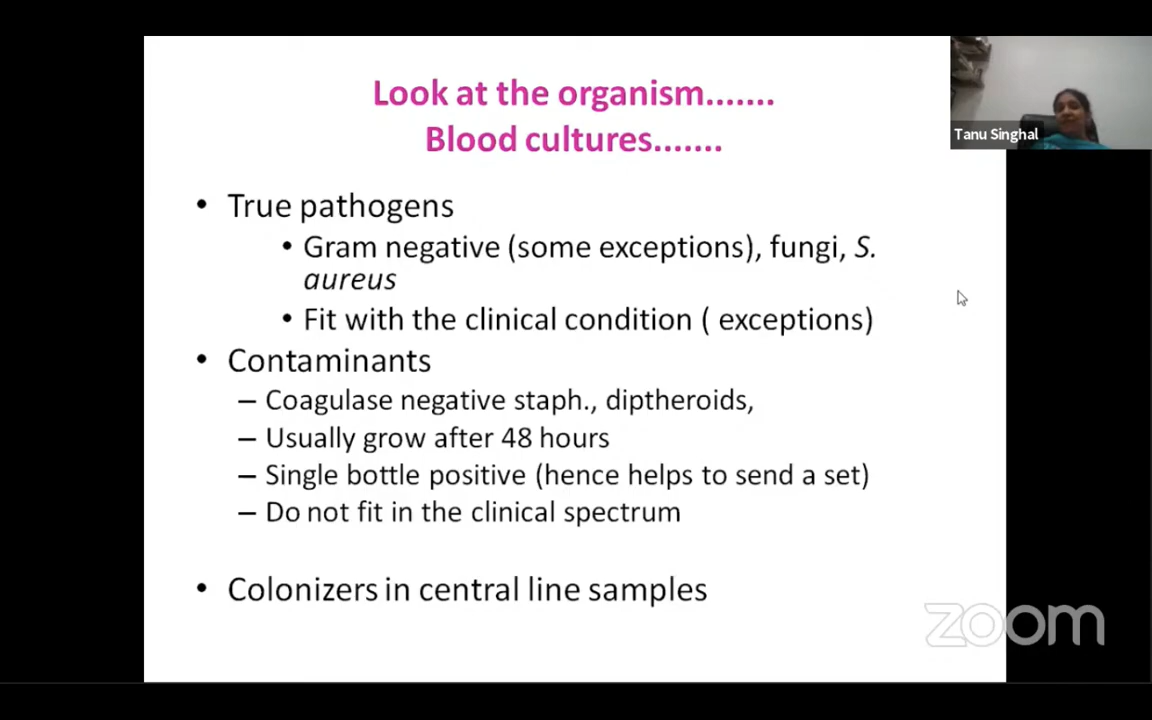 Look at the organism.......
Blood cultures.......
Tanu Singhal
• True pathogens
• Gram negative (some exceptions), fungi, S.
aureus
• Fit with the clinical condition ( exceptions)
• Contaminants
– Coagulase negative staph., diptheroids,
– Usually grow after 48 hours
– Single bottle positive (hence helps to send a set)
– Do not fit in the clinical spectrum
• Colonizers in central line samples
zoom